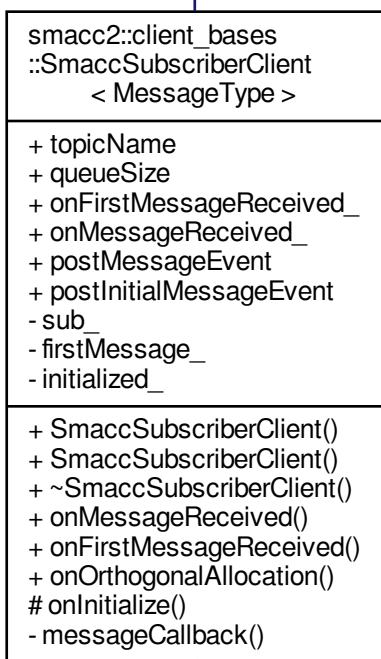 smacc2::client_bases
::SmaccSubscriberClient
< MessageType >
+ topicName
+ queueSize
+ onFirstMessageReceived_
+ onMessageReceived_
+ postMessageEvent
+ postInitialMessageEvent
- sub_
- firstMessage_
- initialized_
+ SmaccSubscriberClient()
+ SmaccSubscriberClient()
+ ~SmaccSubscriberClient()
+ onMessageReceived()
+ onFirstMessageReceived()
+ onOrthogonalAllocation()
# onInitialize()
- messageCallback()